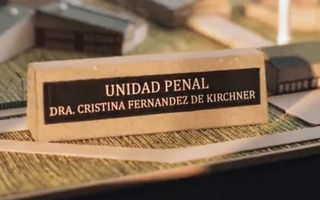 UNIDAD PENAL
DRA. CRISTINA FERNANDEZ DE KIRCHNER